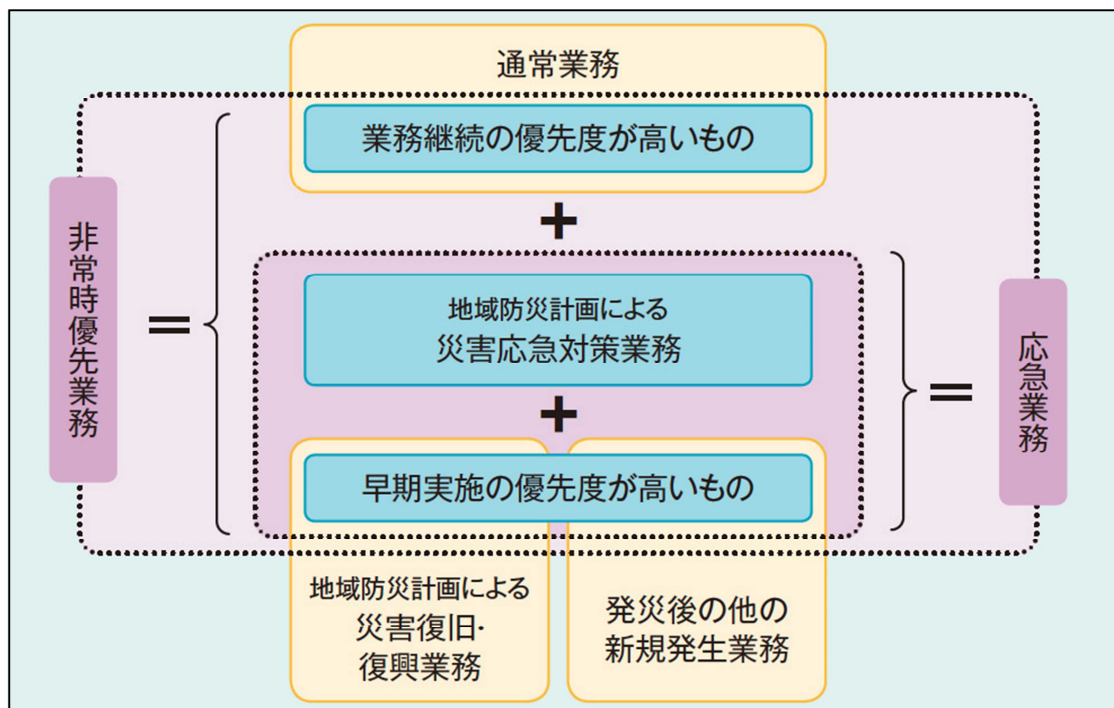 通常業務
業務継続の優先度が高いもの
+
非常時優先業務
=
地域防災計画による
災害応急対策業務
=
応急業務
+
早期実施の優先度が高いもの
地域防災計画による
災害復旧・
復興業務
発災後の他の
新規発生業務